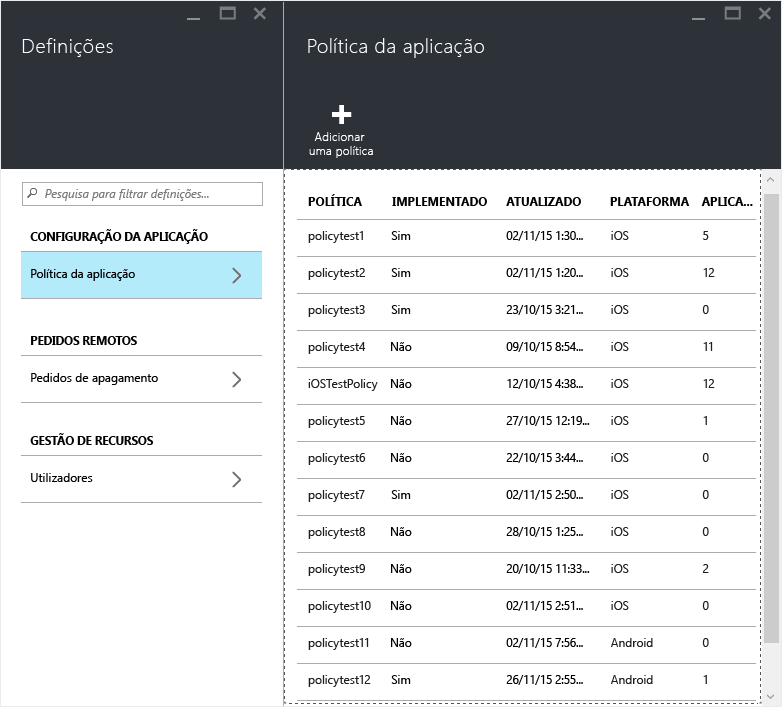 Definições
Pesquisa para filtrar definições...
CONFIGURAÇÃO DA APLICAÇÃO
Política da aplicação
PEDIDOS REMOTOS
Pedidos de apagamento
GESTÃO DE RECURSOS
Utilizadores
Política da aplicação
Adicionar
uma política
POLÍTICA IMPLEMENTADO ATUALIZADO PLATAFORMA APLICA...
policytest1 Sim 02/11/15 1:30... iOS 5
policytest2 Sim 02/11/15 1:20... iOS 12
policytest3 Sim 23/10/15 3:21... iOS 0
policytest4 Não 09/10/15 8:54... iOS 11
iOSTestPolicy Não 12/10/15 4:38... iOS 12
policytest5 Não 27/10/15 12:19... iOS 1
policytest6 Não 22/10/15 3:44... iOS 0
policytest7 Sim 02/11/15 2:50... iOS 0
policytest8 Não 28/10/15 1:25... iOS 0
policytest9 Não 20/10/15 11:33... iOS 2
policytest10 Não 02/11/15 2:51... iOS 0
policytest11 Não 02/11/15 7:56... Android 0
policytest12 Sim 26/11/15 2:55... Android 1